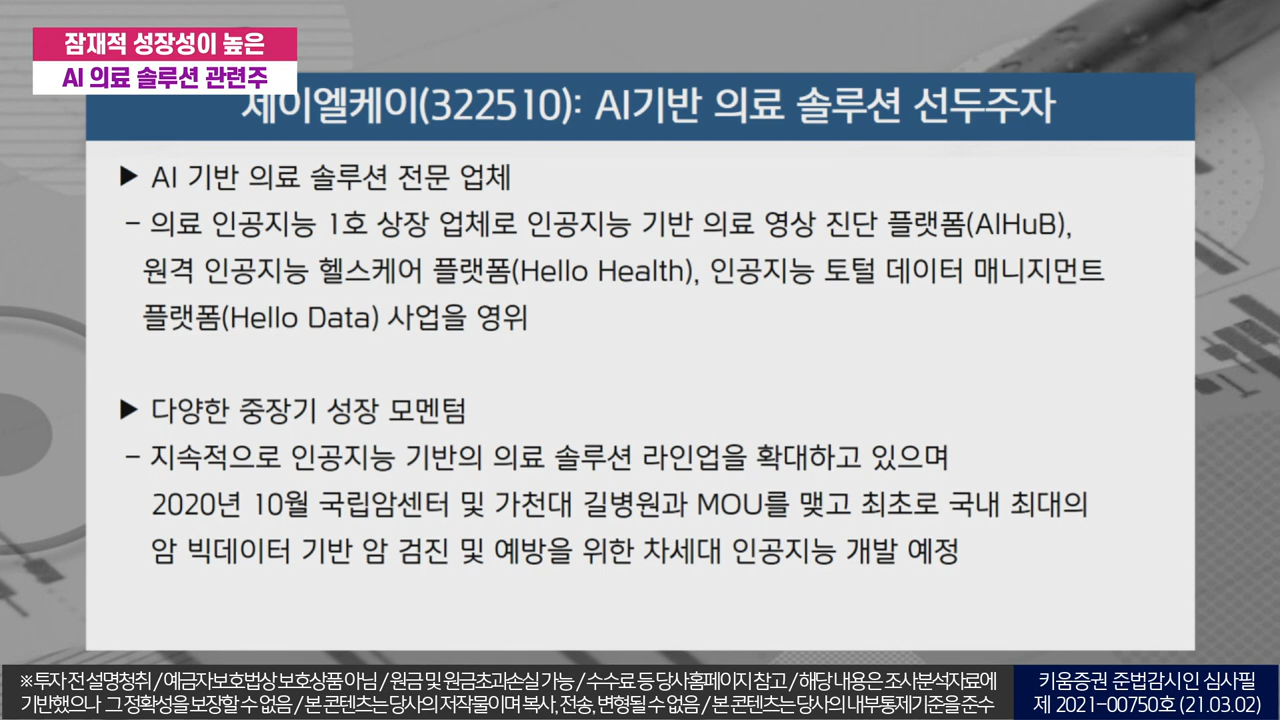 잠재적 성장성이 높은
AI 의료 솔루션 관련주
제이엘케이(322510): AI기반 의료 솔루션 선두주자
▶ AI 기반 의료 솔루션 전문 업체
- 의료 인공지능 1호 상장 업체로 인공지능 기반 의료 영상 진단 플랫폼(AIHuB),
원격 인공지능 헬스케어 플랫폼(Hello Health), 인공지능 토털 데이터 매니지먼트
플랫폼(Hello Data) 사업을 영위
▶ 다양한 중장기 성장 모멘텀
- 지속적으로 인공지능 기반의 의료 솔루션 라인업을 확대하고 있으며
2020년 10월 국립암센터 및 가천대 길병원과 MOU를 맺고 최초로 국내 최대의
암 빅데이터 기반 암 검진 및 예방을 위한 차세대 인공지능 개발 예정
※투자 전 설명청취 / 예금자보호법상 보호상품 아님 / 원금 및 원금초과손실 가능 / 수수료 등 당사홈페이지 참고 / 해당 내용은 조사분석자료에
기반했으나 그 정확성을 보장할 수 없음 / 본 콘텐츠는 당사의 저작물이며 복사, 전송, 변형될 수 없음 / 본 콘텐츠는 당사의 내부통제기준을 준수
키움증권 준법감시인 심사필
제 2021-00750호 (21.03.02)